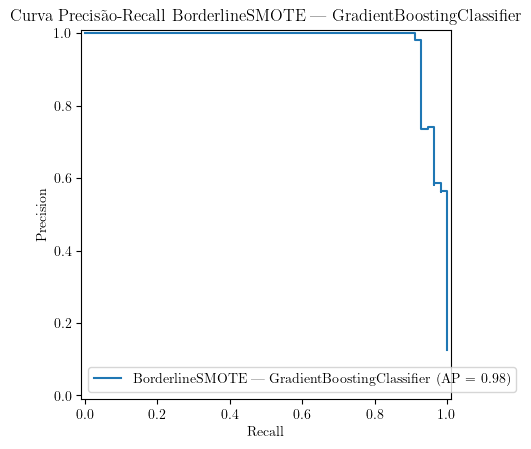 Curva Precisão-Recall BorderlineSMOTE — GradientBoostingClassifier
1.0
0.8
0.6
0.4
0.2
0.0
Precision
BorderlineSMOTE — GradientBoostingClassifier (AP = 0.98)
0.0 0.2 0.4 0.6 0.8 1.0
Recall